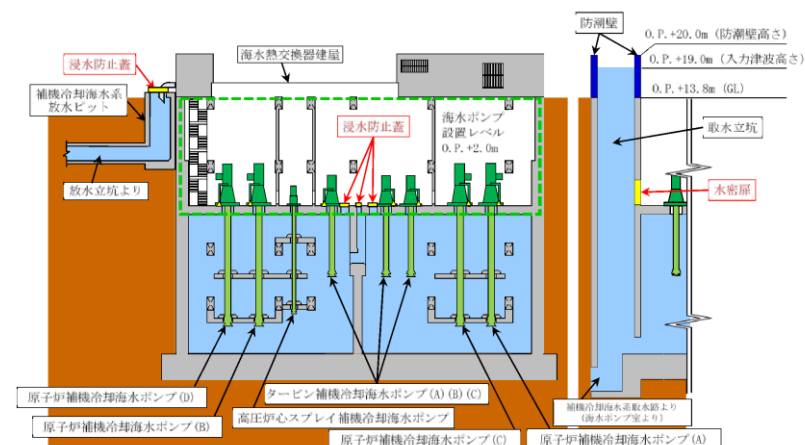 防潮壁
O.P.+20.0m (防潮壁高さ)
海水熱交換器建屋
O.P.+19.0m (入力津波高さ)
浸水防止蓋
O.P.+13.8m (GL)
補機冷却海水系
放水ピット
海水ポンプ
設置レベル
O.P.+2.0m
浸水防止蓋
取水立坑
放水立坑より
水密扉
原子炉補機冷却海水ポンプ(D)
タービン補機冷却海水ポンプ(A)(B)(C)
補機冷却海水系取水路より
(海水ポンプ室より)
高圧炉心スプレイ補機冷却海水ポンプ
原子炉補機冷却海水ポンプ(B)
原子炉補機冷却海水ポンプ(C)
原子炉補機冷却海水ポンプ(A)